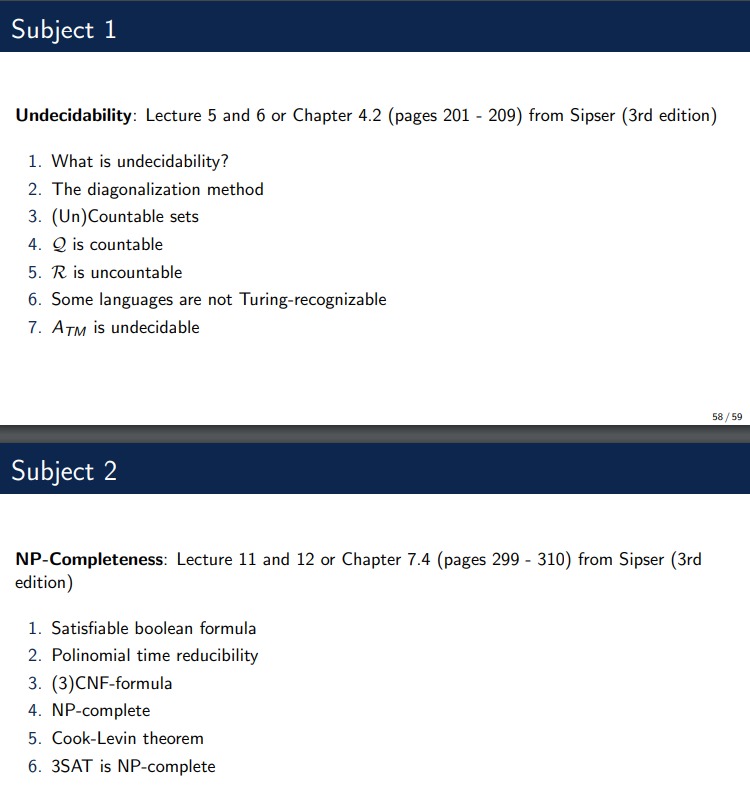 Subject 1
Undecidability: Lecture 5 and 6 or Chapter 4.2 (pages 201 - 209) from Sipser (3rd edition)
1. What is undecidability?
2. The diagonalization method
3. (Un)Countable sets
4. 𝒬 is countable
5. ℛ is uncountable
6. Some languages are not Turing-recognizable
7. A_TM is undecidable
58 / 59
Subject 2
NP-Completeness: Lecture 11 and 12 or Chapter 7.4 (pages 299 - 310) from Sipser (3rd
edition)
1. Satisfiable boolean formula
2. Polinomial time reducibility
3. (3)CNF-formula
4. NP-complete
5. Cook-Levin theorem
6. 3SAT is NP-complete